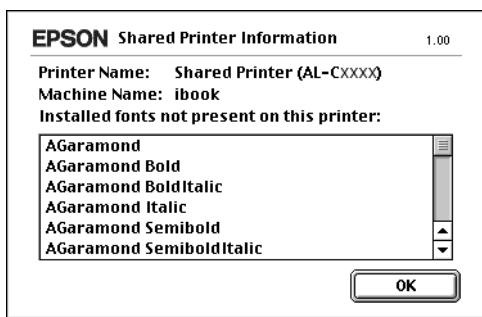 EPSON Shared Printer Information 1.00
Printer Name: Shared Printer (AL-CXXXX)
Machine Name: ibook
Installed fonts not present on this printer:
AGaramond
AGaramond Bold
AGaramond BoldItalic
AGaramond Italic
AGaramond Semibold
AGaramond SemiboldItalic
OK